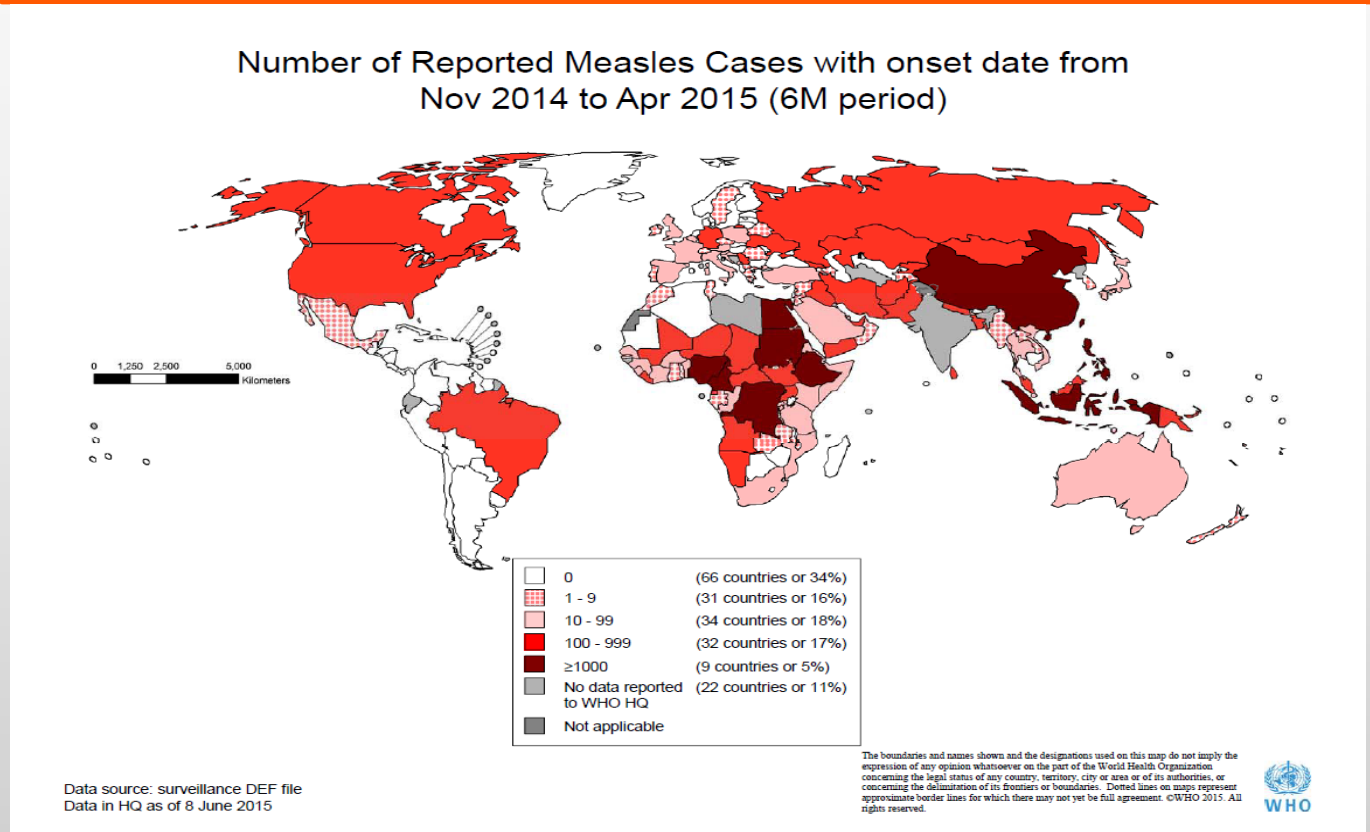 Number of Reported Measles Cases with onset date from
Nov 2014 to Apr 2015 (6M period)
0 1,250 2,500 5,000
Kilometers
0 (66 countries or 34%)
1 - 9 (31 countries or 16%)
10 - 99 (34 countries or 18%)
100 - 999 (32 countries or 17%)
≥1000 (9 countries or 5%)
No data reported (22 countries or 11%)
to WHO HQ
Not applicable
Data source: surveillance DEF file
Data in HQ as of 8 June 2015
The boundaries and names shown and the designations used on this map do not imply the
expression of any opinion whatsoever on the part of the World Health Organization
concerning the legal status of any country, territory, city or area or of its authorities, or
concerning the delimitation of its frontiers or boundaries. Dotted lines on maps represent
approximate border lines for which there may not yet be full agreement. ©WHO 2015. All
rights reserved.
WHO